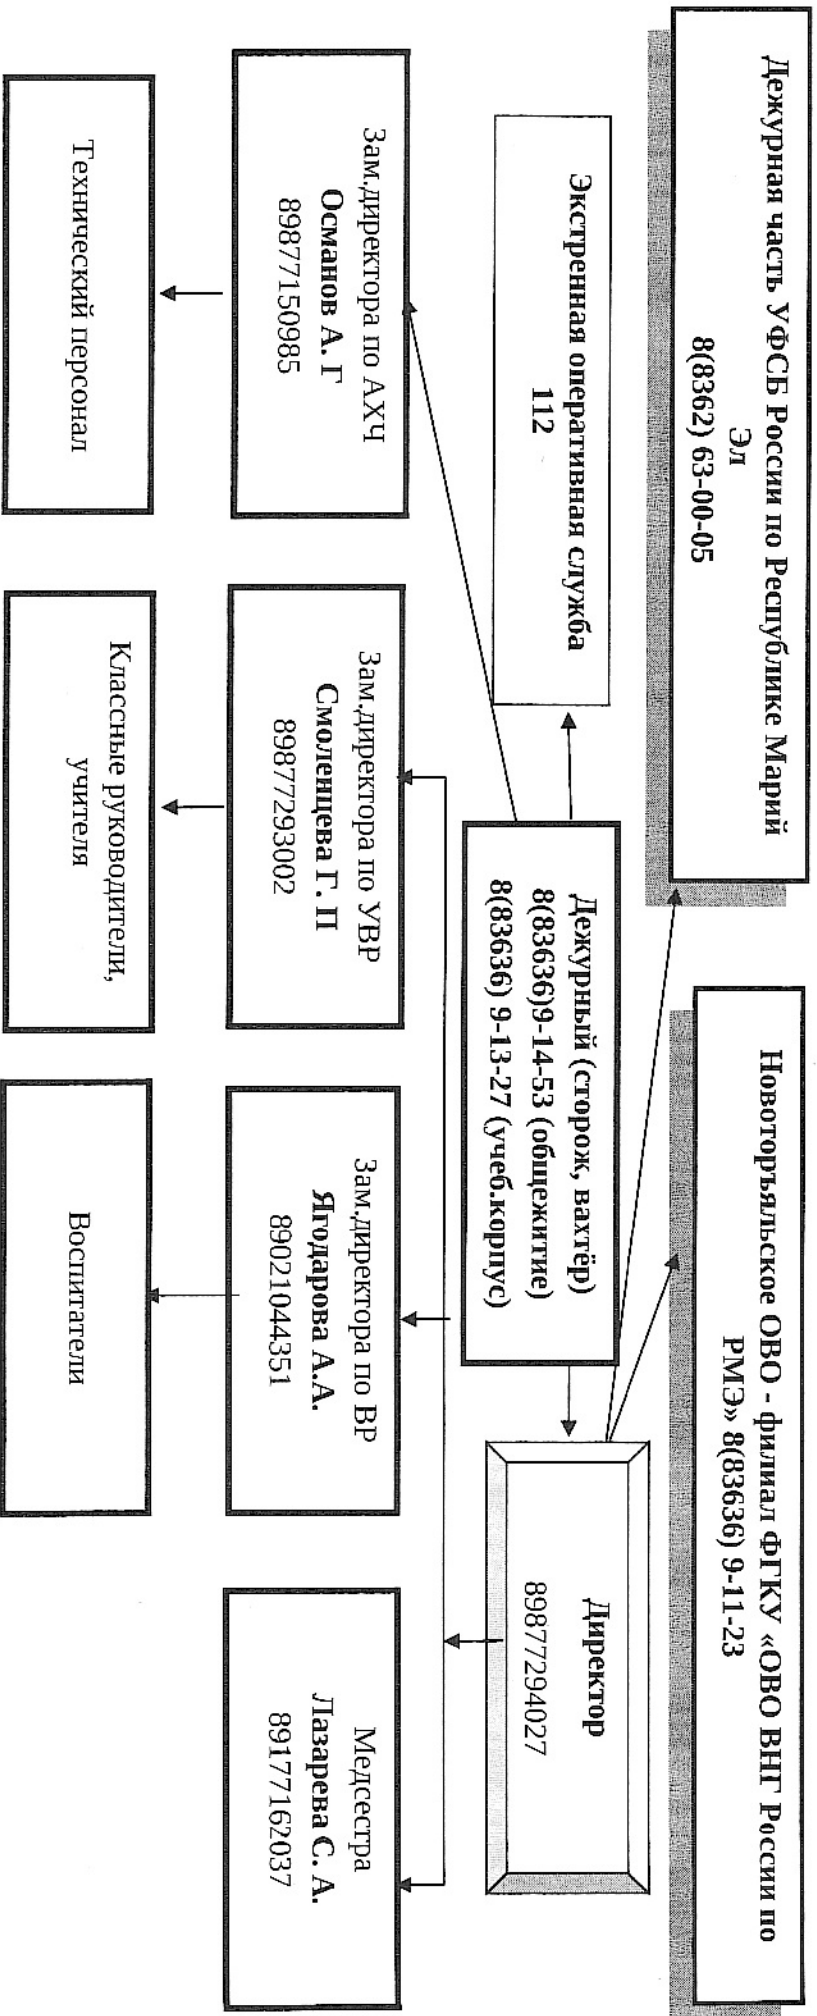 Дежурная часть УФСБ России по Республике Марий
Эл
8(8362) 63-00-05
Новоторъяльское ОВО - филиал ФГКУ «ОВО ВНГ России по
РМЭ» 8(83636) 9-11-23
Экстренная оперативная служба
112
Дежурный (сторож, вахтёр)
8(83636)9-14-53 (общежитие)
8(83636) 9-13-27 (учеб.корпус)
Директор
89877294027
Зам.директора по АХЧ
Османов А. Г
89877150985
Зам.директора по УВР
Смоленцева Г. П
89877293002
Зам.директора по ВР
Ягодарова А.А.
89021044351
Медсестра
Лазарева С. А.
89177162037
Технический персонал
Классные руководители,
учителя
Воспитатели